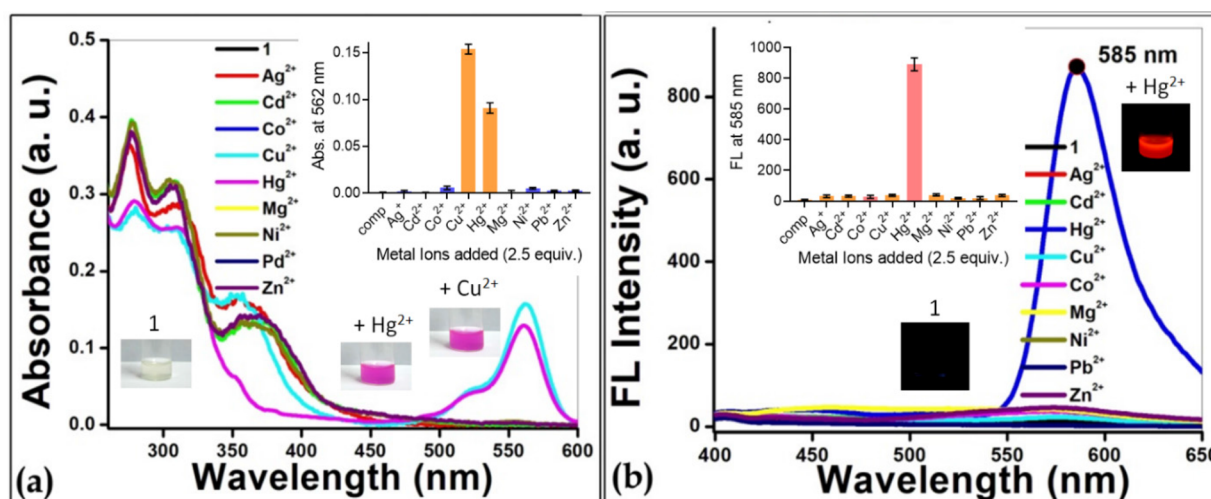 0.5
0.4
0.3
0.2
0.1
0.0
Absorbance (a. u.)
300 350 400 450 500 550 600
Wavelength (nm)
(a)
1
Ag²⁺
Cd²⁺
Co²⁺
Cu²⁺
Hg²⁺
Mg²⁺
Ni²⁺
Pd²⁺
Zn²⁺
0.15
0.10
0.05
0.00
Abs. at 562 nm
comp Ag⁺ Cd²⁺ Co²⁺ Cu²⁺ Hg²⁺ Mg²⁺ Ni²⁺ Pb²⁺ Zn²⁺
Metal Ions added (2.5 equiv.)
1
+ Hg²⁺
+ Cu²⁺
800
600
400
200
0
FL Intensity (a. u.)
400 450 500 550 600 650
Wavelength (nm)
(b)
1000
800
600
400
200
0
FL at 585 nm
comp Ag⁺ Cd²⁺ Co²⁺ Cu²⁺ Hg²⁺ Mg²⁺ Ni²⁺ Pb²⁺ Zn²⁺
Metal Ions added (2.5 equiv.)
585 nm
+ Hg²⁺
1
1
Ag²⁺
Cd²⁺
Hg²⁺
Cu²⁺
Co²⁺
Mg²⁺
Ni²⁺
Pb²⁺
Zn²⁺